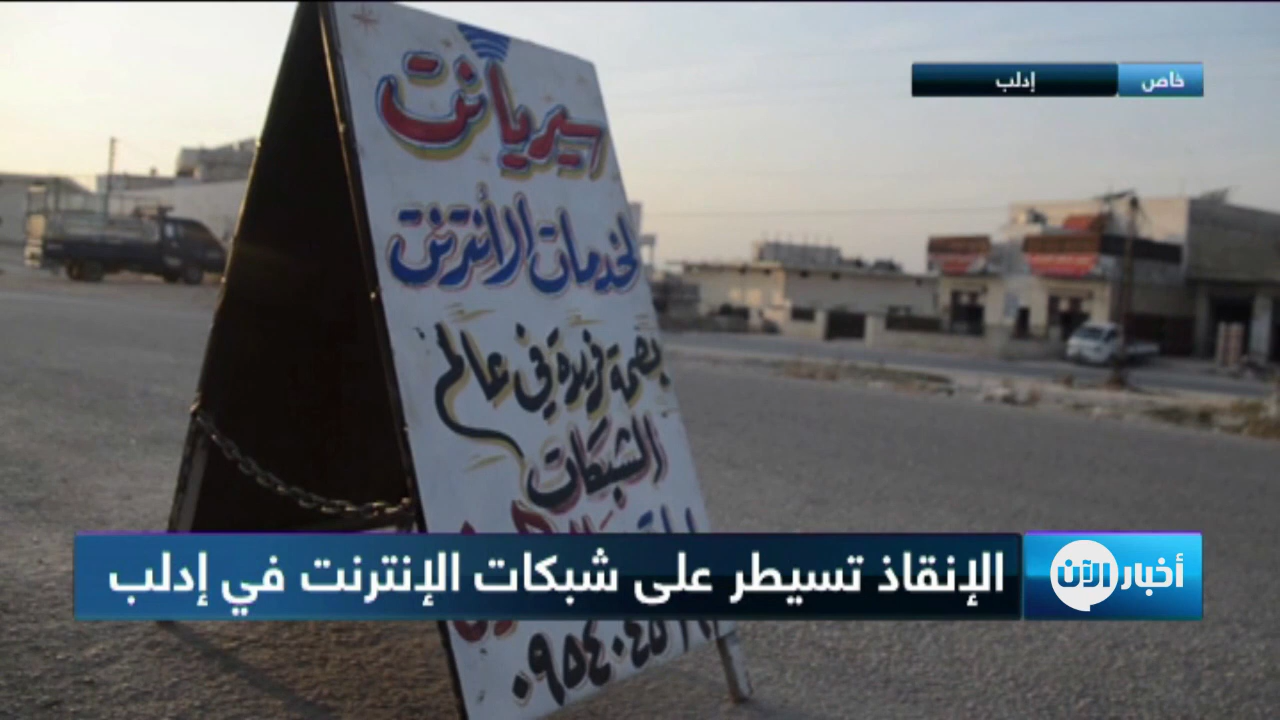 خاص
إدلب
سيريانت
لخدمات الأنترنت
بصمة فريدة في عالم
الشبكات
أخبار الآن
الإنقاذ تسيطر على شبكات الإنترنت في إدلب